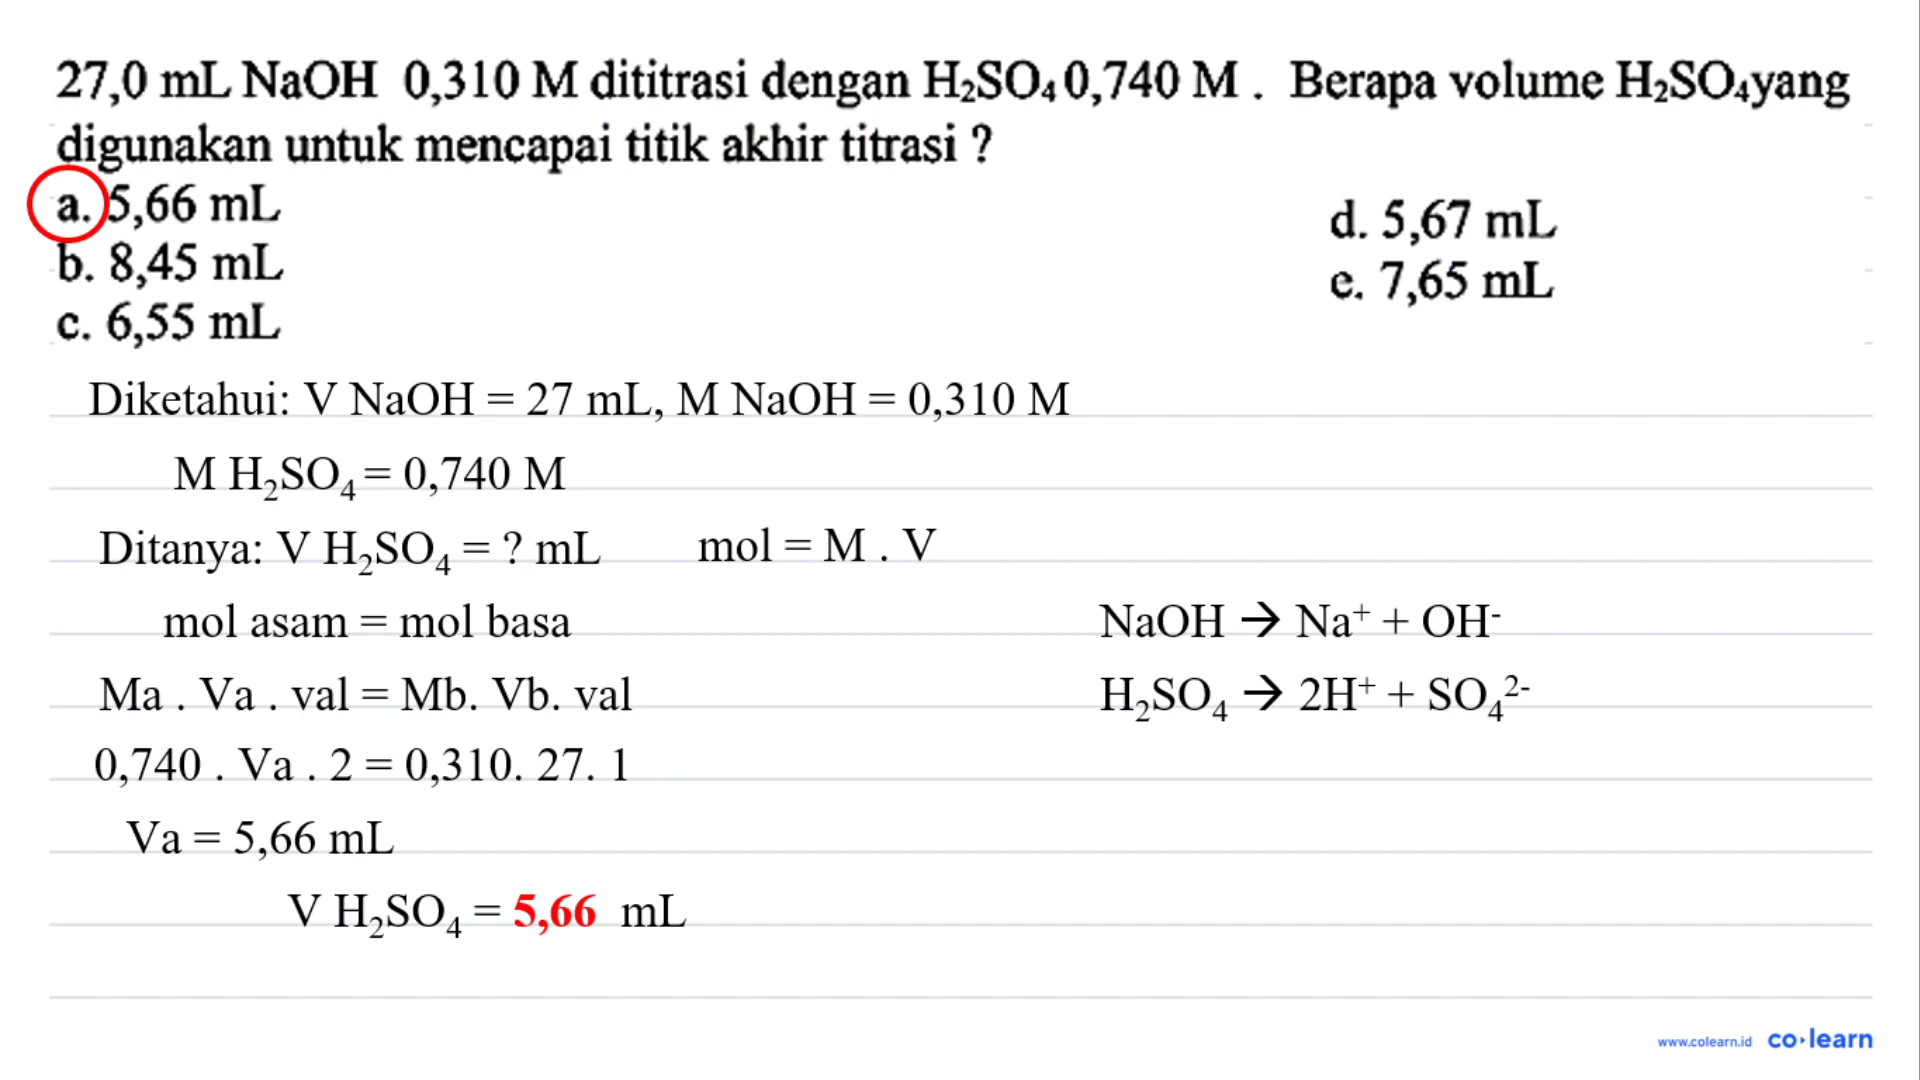 27,0 mL NaOH 0,310 M dititrasi dengan H₂SO₄ 0,740 M . Berapa volume H₂SO₄yang
digunakan untuk mencapai titik akhir titrasi ?
a. 5,66 mL
b. 8,45 mL
c. 6,55 mL
d. 5,67 mL
e. 7,65 mL
Diketahui: V NaOH = 27 mL, M NaOH = 0,310 M
M H₂SO₄ = 0,740 M
Ditanya: V H₂SO₄ = ? mL mol = M . V
mol asam = mol basa
Ma . Va . val = Mb. Vb. val
0,740 . Va . 2 = 0,310. 27. 1
Va = 5,66 mL
V H₂SO₄ = 5,66 mL
NaOH → Na⁺ + OH⁻
H₂SO₄ → 2H⁺ + SO₄²⁻
www.colearn.id co·learn